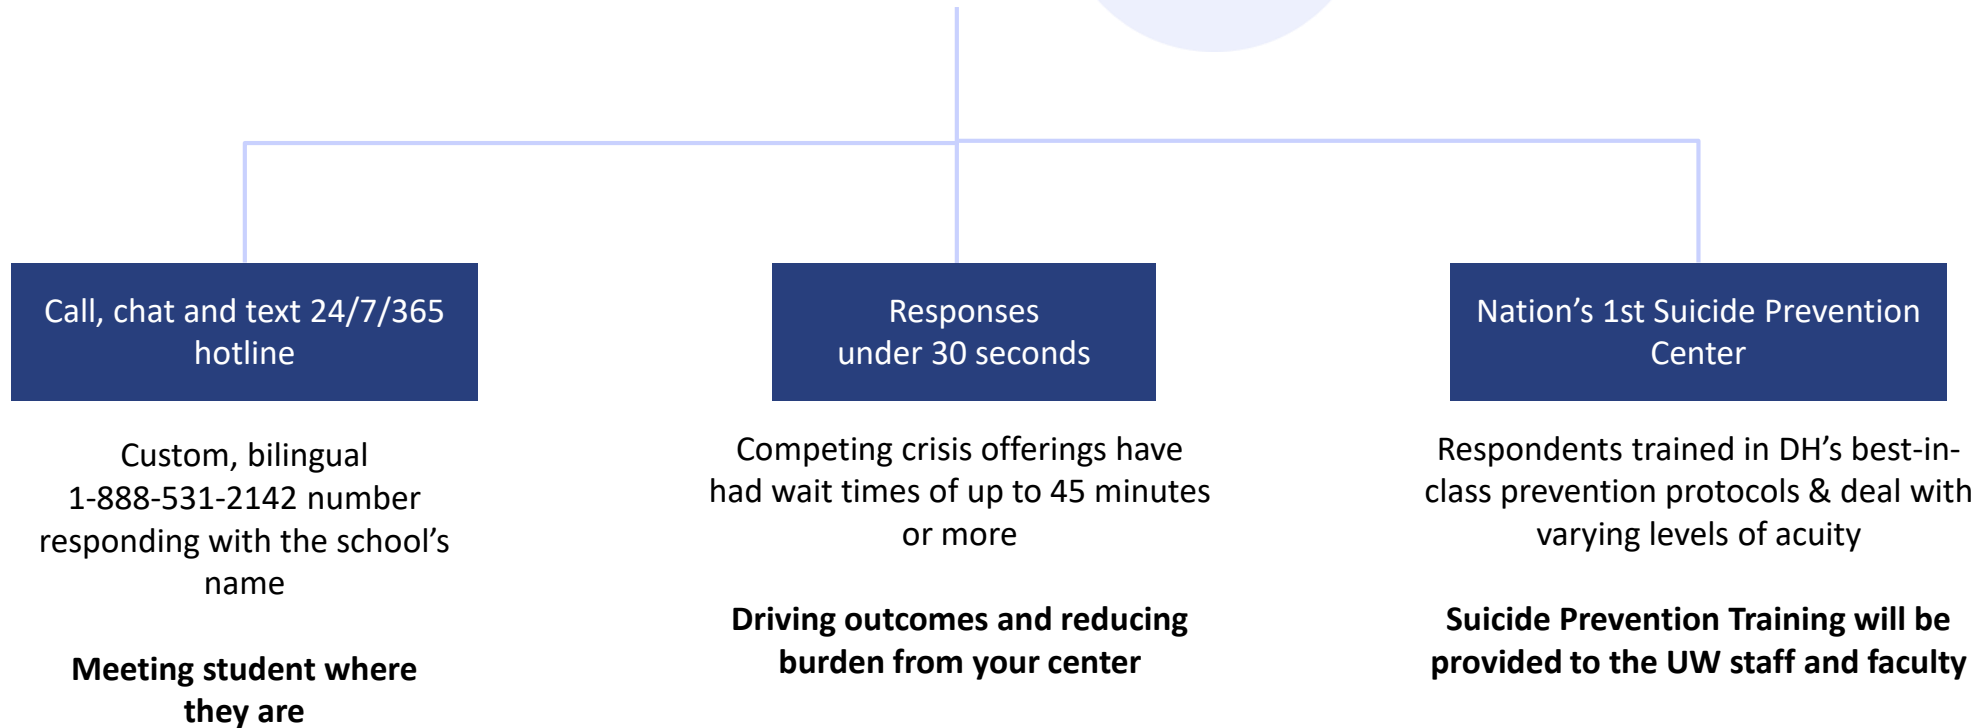 Call, chat and text 24/7/365
hotline
Custom, bilingual
1-888-531-2142 number
responding with the school’s
name
Meeting student where
they are
Responses
under 30 seconds
Competing crisis offerings have
had wait times of up to 45 minutes
or more
Driving outcomes and reducing
burden from your center
Nation’s 1st Suicide Prevention
Center
Respondents trained in DH’s best-in-
class prevention protocols & deal with
varying levels of acuity
Suicide Prevention Training will be
provided to the UW staff and faculty